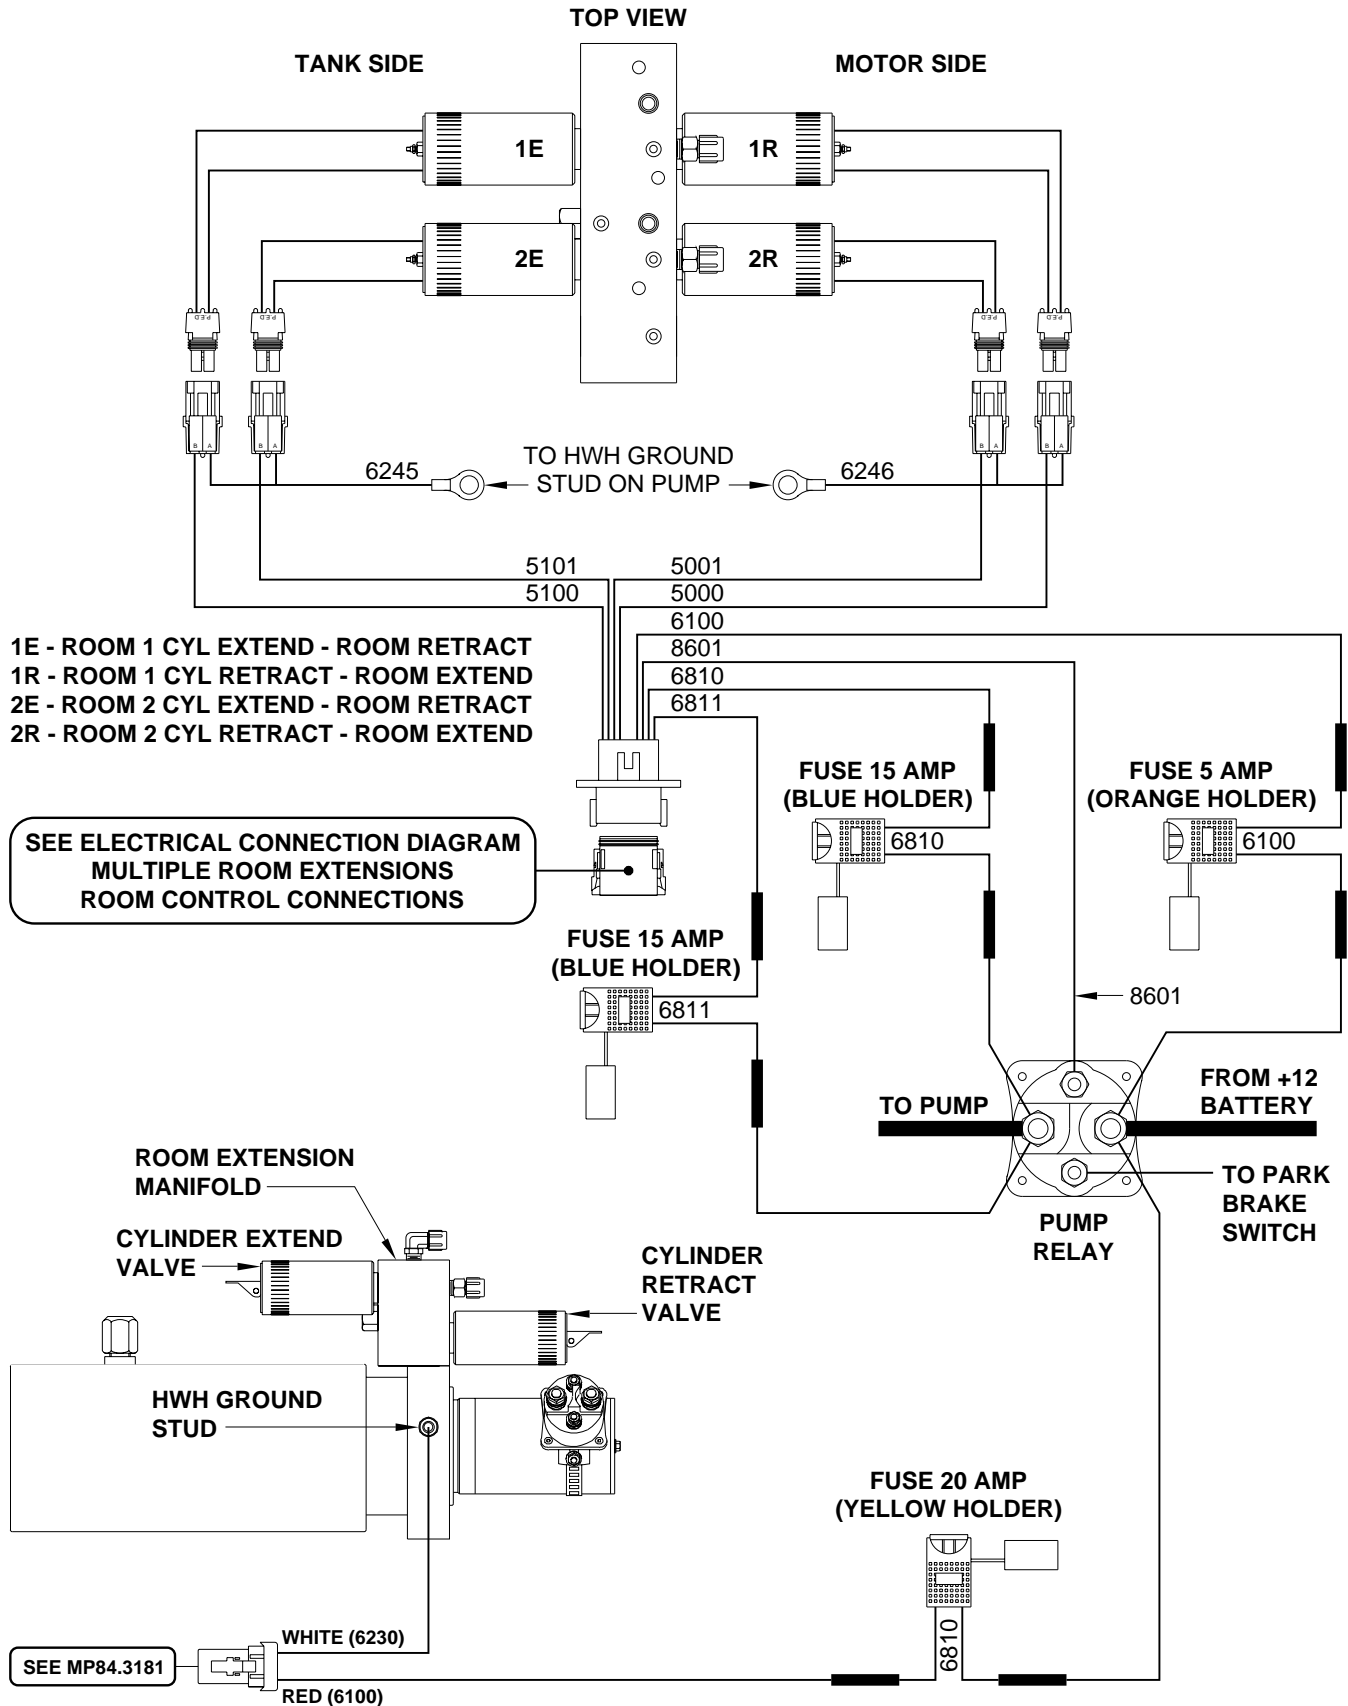 TOP VIEW
TANK SIDE
MOTOR SIDE
1E
1R
2E
2R
P.E.D.
P.E.D.
P.E.D.
P.E.D.
B A
B A
B A
B A
6245
TO HWH GROUND
STUD ON PUMP
6246
5101
5001
5100
5000
6100
8601
6810
6811
1E - ROOM 1 CYL EXTEND - ROOM RETRACT
1R - ROOM 1 CYL RETRACT - ROOM EXTEND
2E - ROOM 2 CYL EXTEND - ROOM RETRACT
2R - ROOM 2 CYL RETRACT - ROOM EXTEND
FUSE 15 AMP
(BLUE HOLDER)
6810
FUSE 5 AMP
(ORANGE HOLDER)
6100
SEE ELECTRICAL CONNECTION DIAGRAM
MULTIPLE ROOM EXTENSIONS
ROOM CONTROL CONNECTIONS
FUSE 15 AMP
(BLUE HOLDER)
6811
8601
TO PUMP
FROM +12
BATTERY
TO PARK
BRAKE
SWITCH
PUMP
RELAY
ROOM EXTENSION
MANIFOLD
CYLINDER EXTEND
VALVE
CYLINDER
RETRACT
VALVE
HWH GROUND
STUD
FUSE 20 AMP
(YELLOW HOLDER)
6810
WHITE (6230)
SEE MP84.3181
RED (6100)